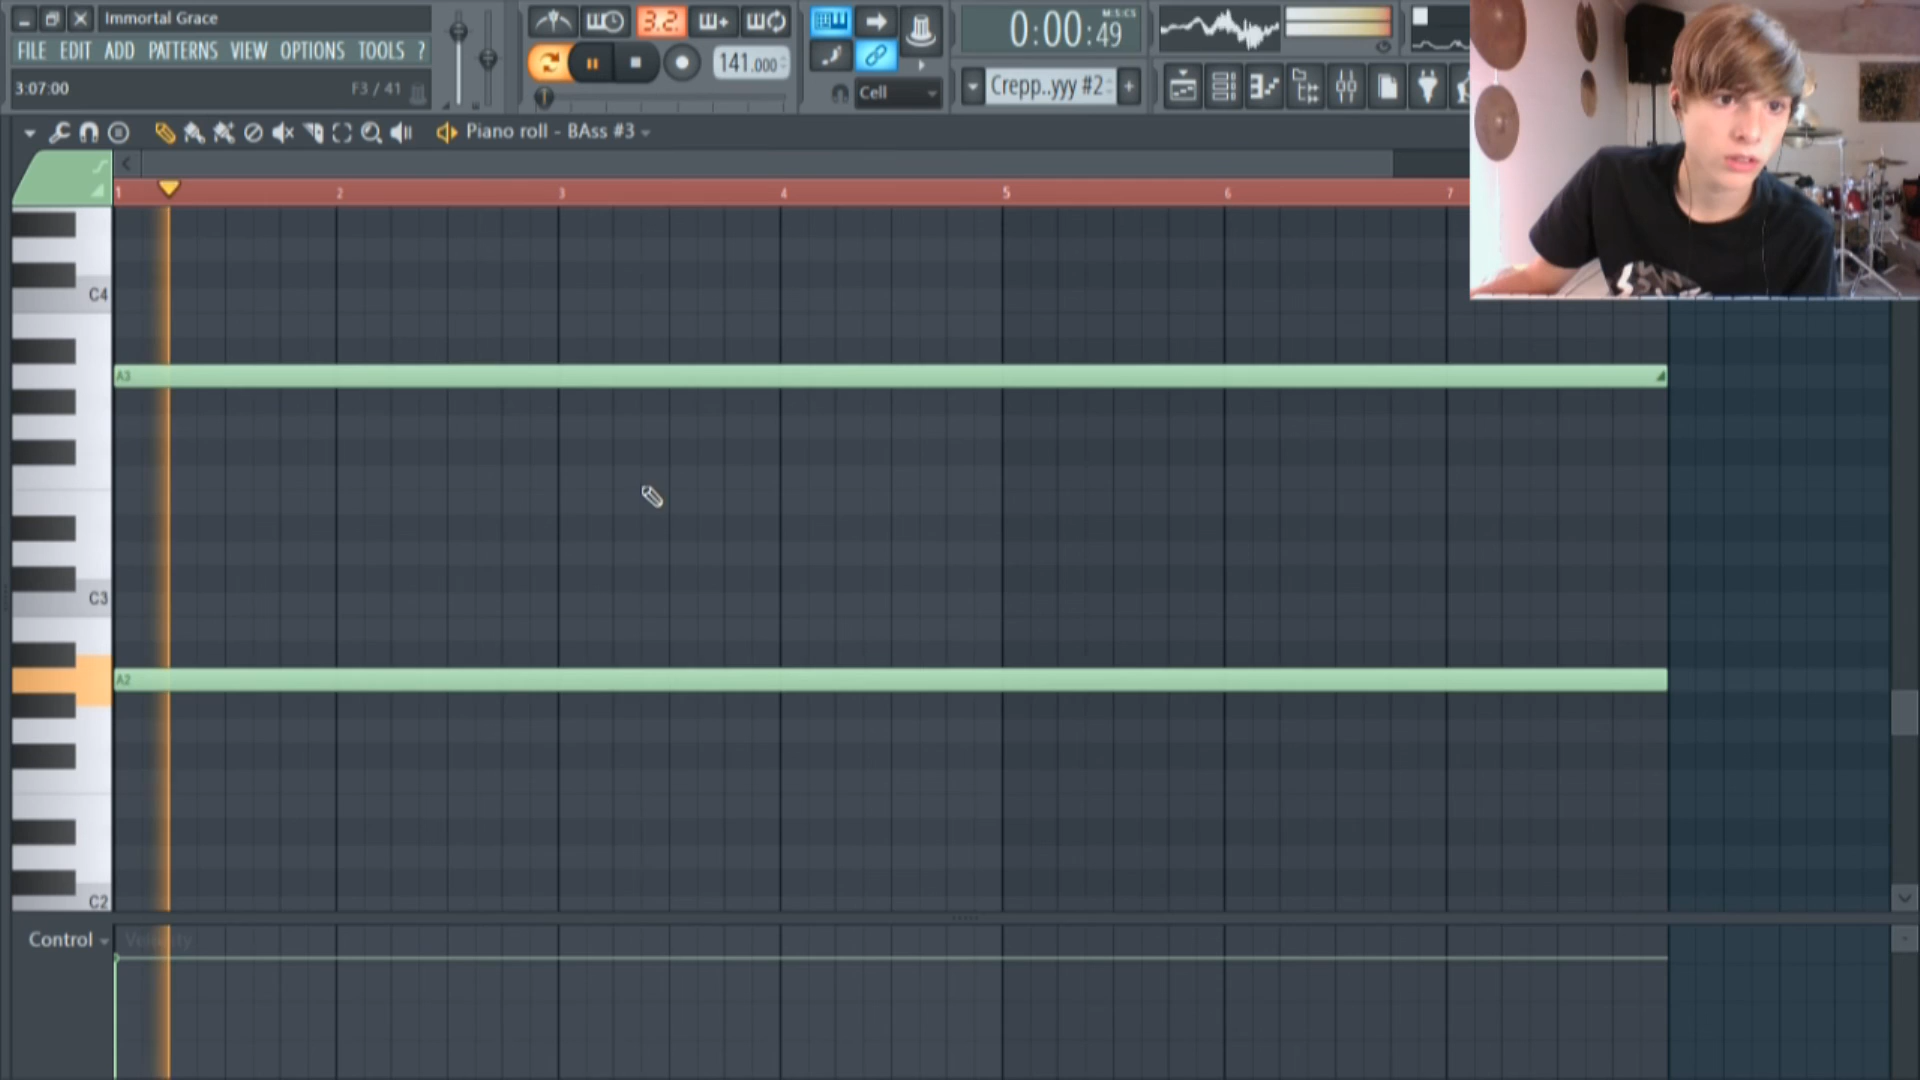 Immortal Grace
FILE EDIT ADD PATTERNS VIEW OPTIONS TOOLS ?
3:07:00 F3 / 41
3.2.
141.000
0:00:49
M:S:CS
Cell
Crepp..yyy #2
Piano roll - BAss #3
1 2 3 4 5 6 7
C4
A3
C3
A2
C2
Control
Velocity